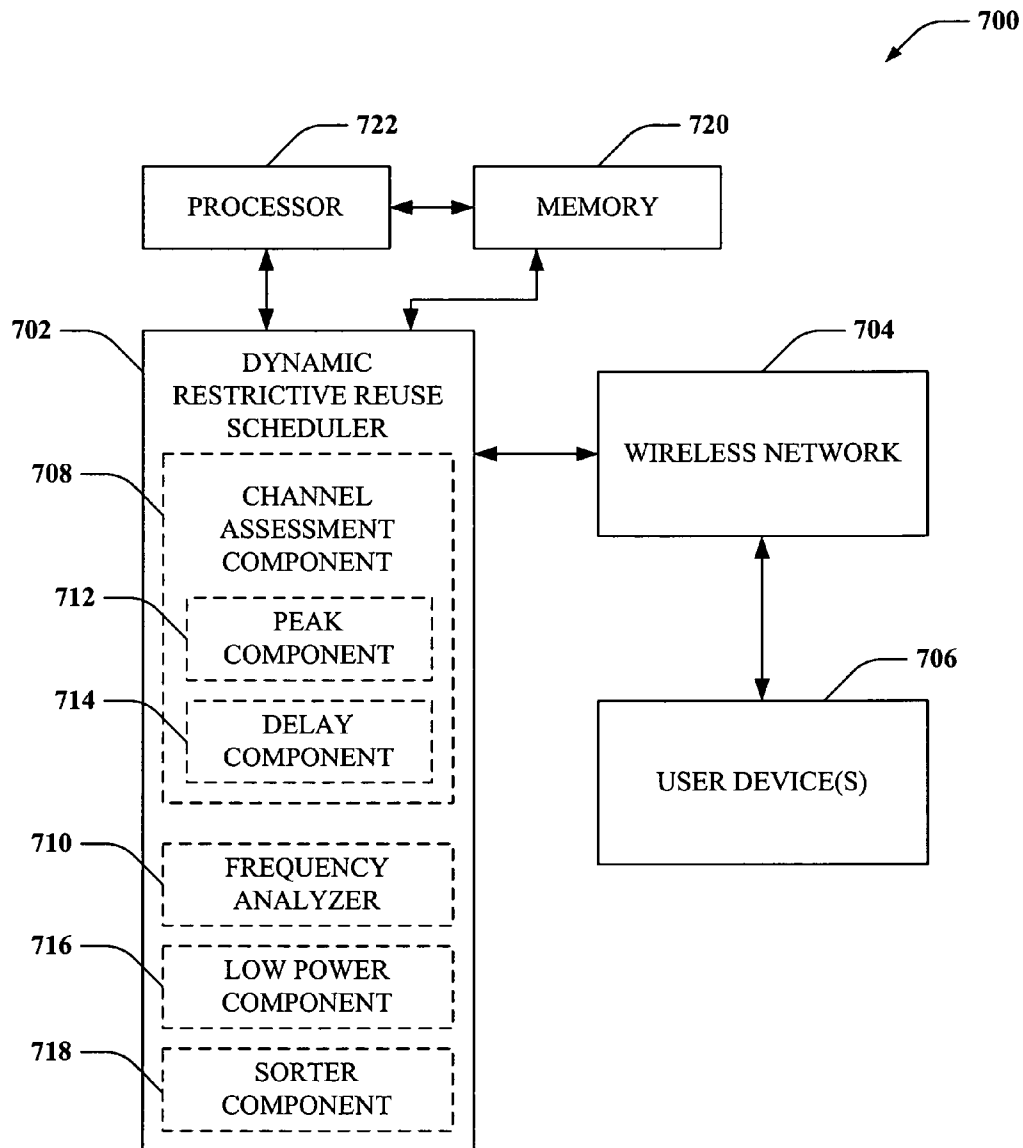 700
722
720
PROCESSOR
MEMORY
702
704
DYNAMIC
RESTRICTIVE REUSE
SCHEDULER
WIRELESS NETWORK
708
CHANNEL
ASSESSMENT
COMPONENT
712
PEAK
COMPONENT
706
714
DELAY
COMPONENT
USER DEVICE(S)
710
FREQUENCY
ANALYZER
716
LOW POWER
COMPONENT
718
SORTER
COMPONENT